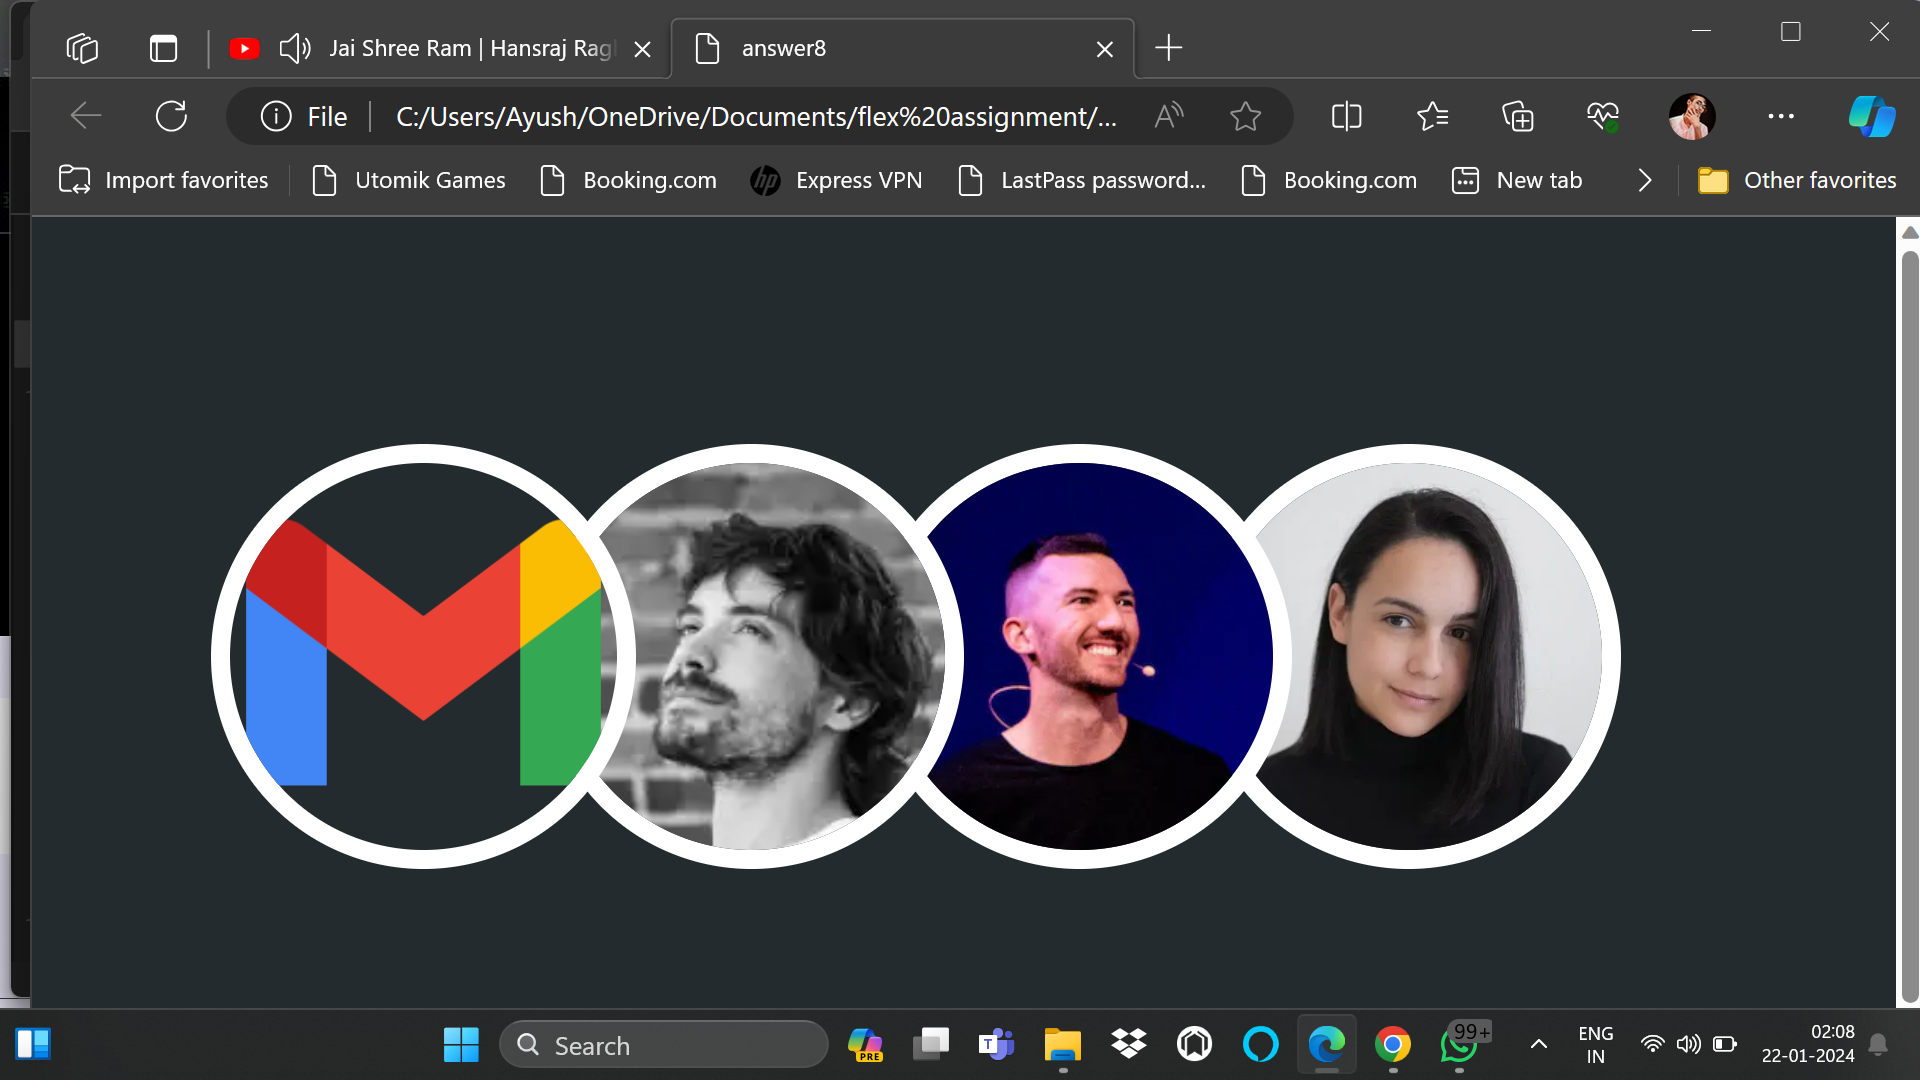 Jai Shree Ram | Hansraj Rag
answer8
File
C:/Users/Ayush/OneDrive/Documents/flex%20assignment/...
Import favorites
Utomik Games
Booking.com
Express VPN
LastPass password...
Booking.com
New tab
Other favorites
Search
PRE
T
99+
ENG
IN
02:08
22-01-2024